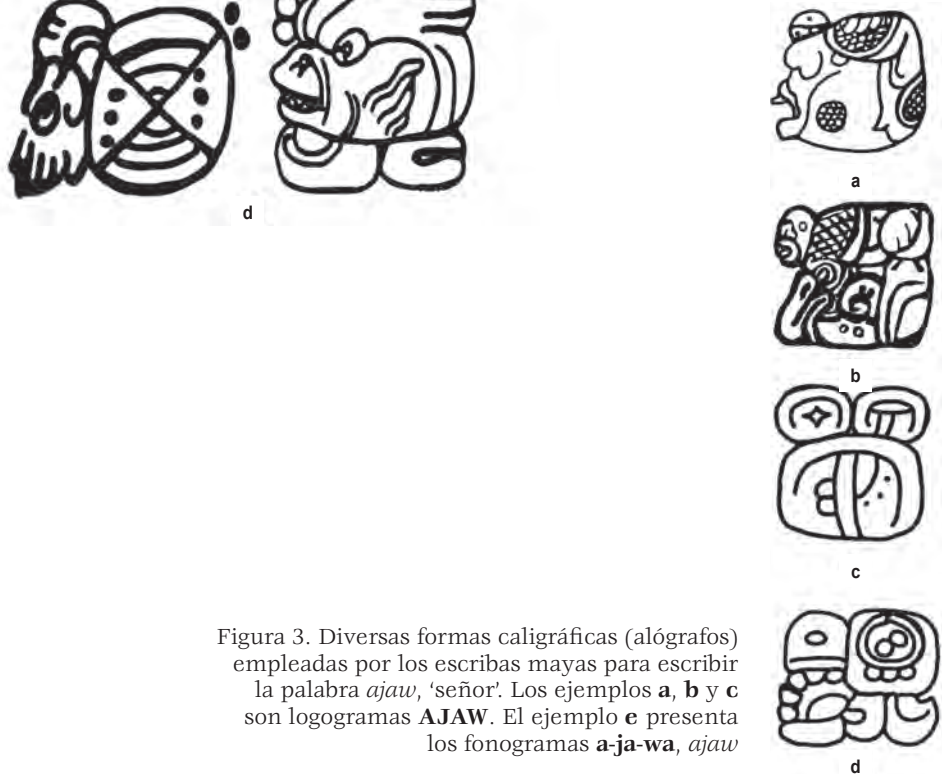 d
a
b
c
Figura 3. Diversas formas caligráficas (alógrafos)
empleadas por los escribas mayas para escribir
la palabra ajaw, ‘señor’. Los ejemplos a, b y c
son logogramas AJAW. El ejemplo e presenta
los fonogramas a-ja-wa, ajaw
d